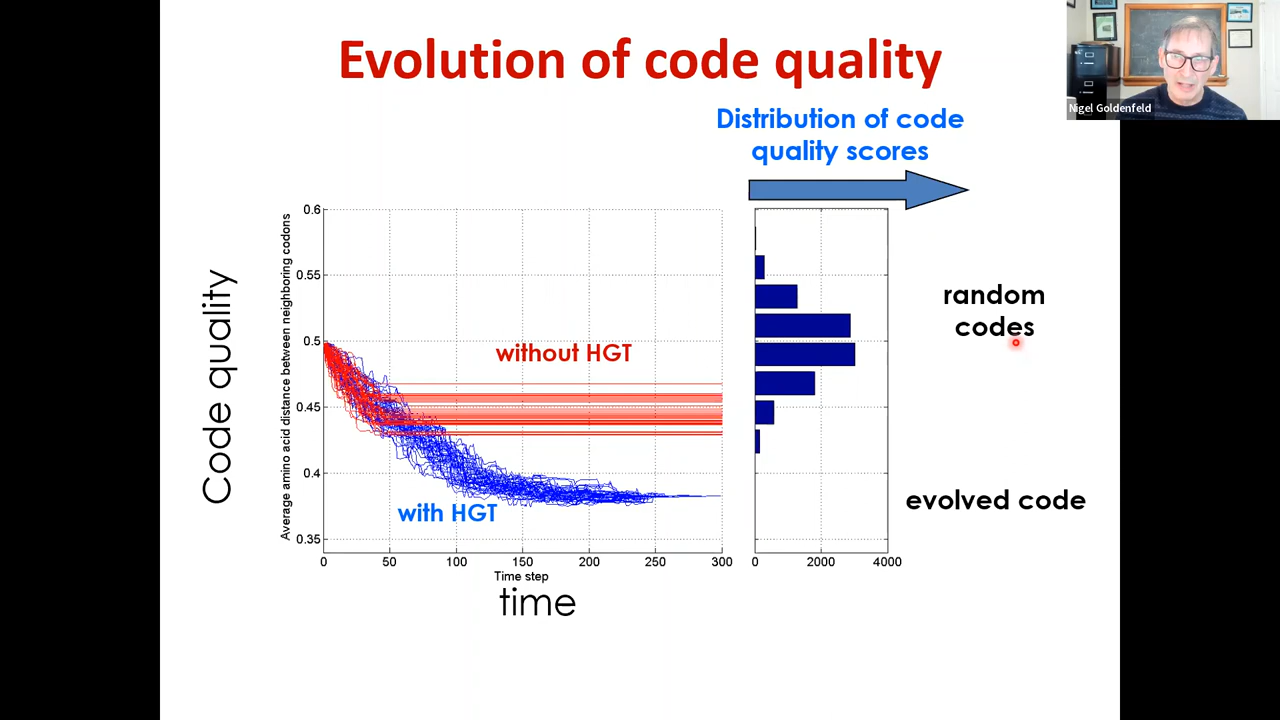 Evolution of code quality
Nigel Goldenfeld
Distribution of code
quality scores
Code quality
Average amino acid distance between neighboring codons
0.6
0.55
0.5
0.45
0.4
0.35
without HGT
with HGT
0
50
100
150
200
250
300
Time step
time
0
2000
4000
random
codes
evolved code